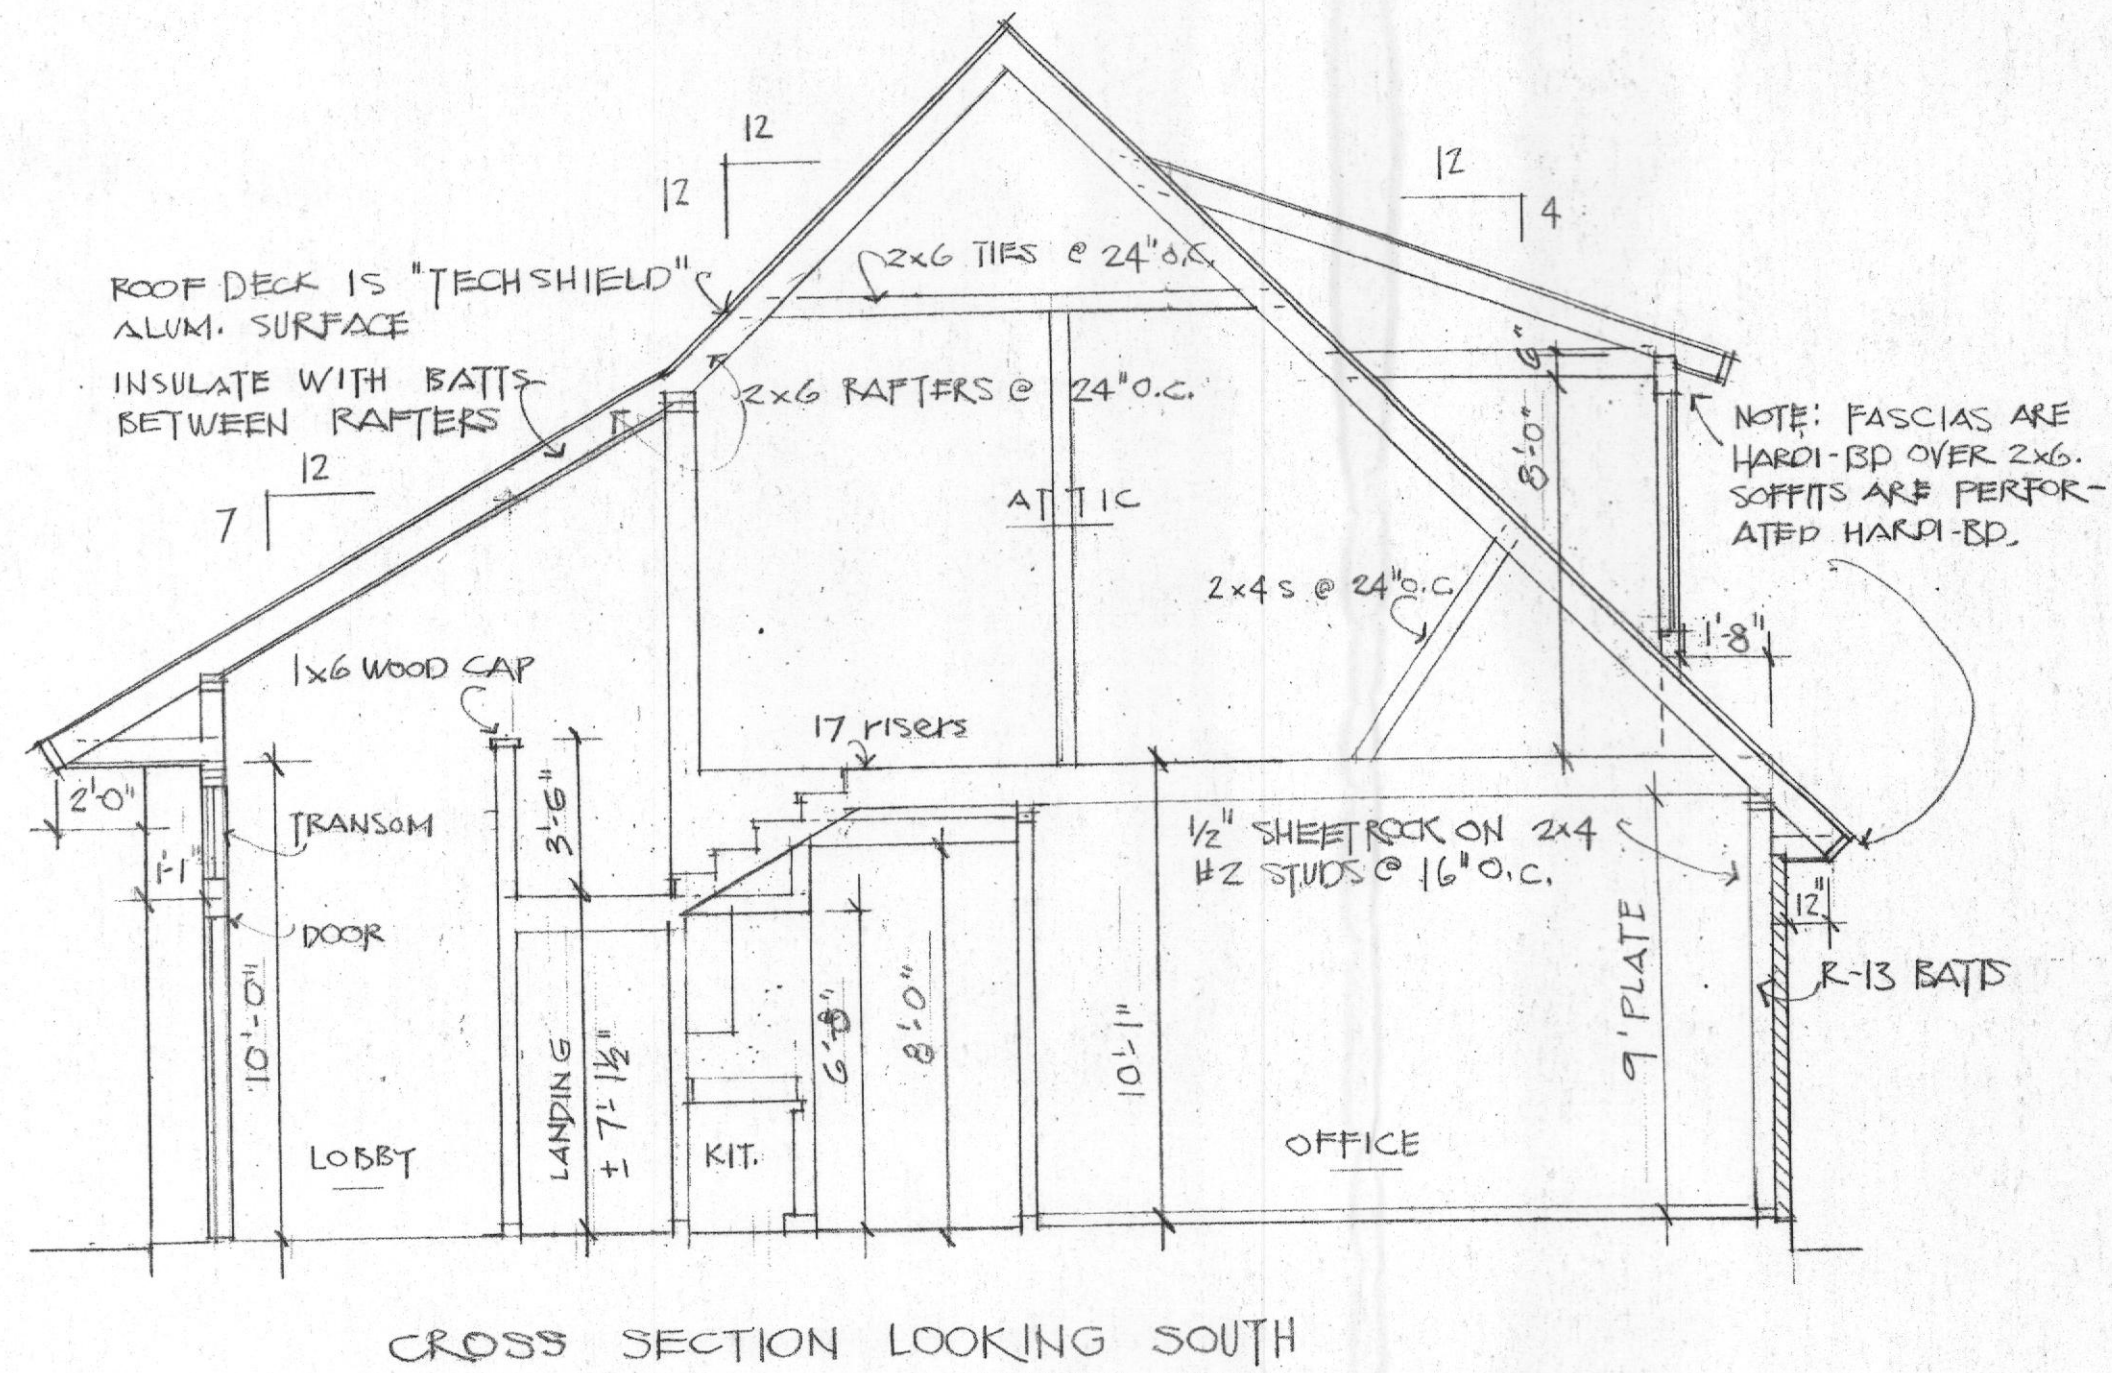 12
12
12
4
2x6 TIES @ 24" O.C.
ROOF DECK IS "TECHSHIELD"
ALUM. SURFACE
INSULATE WITH BATTS
BETWEEN RAFTERS
2x6 RAFTERS @ 24" O.C.
6"
8'-0"
NOTE: FASCIAS ARE
HARDI-BD OVER 2x6.
SOFFITS ARE PERFOR-
ATED HARDI-BD.
12
7
ATTIC
2x4s @ 24" O.C.
1'-8"
1x6 WOOD CAP
17 risers
2'-0"
TRANSOM
3'-6"
1/2" SHEETROCK ON 2x4
#2 STUDS @ 16" O.C.
1'-1"
DOOR
12"
R-13 BATTS
10'-0"
LANDING
± 7'-1½"
6'-8"
8'-0"
10'-1"
9' PLATE
LOBBY
KIT.
OFFICE
CROSS SECTION LOOKING SOUTH